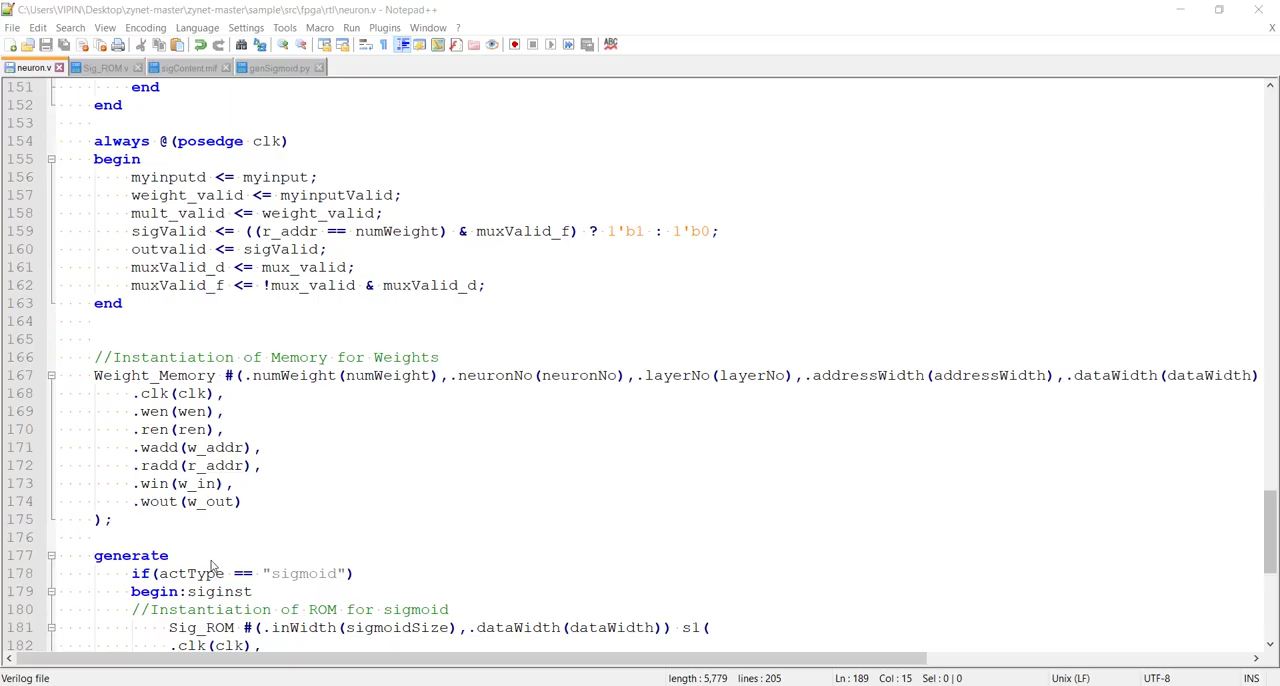 C:\Users\VIPIN\Desktop\zynet-master\zynet-master\sample\src\fpga\rtl\neuron.v - Notepad++
File Edit Search View Encoding Language Settings Tools Macro Run Plugins Window ? X
neuron.v Sig_ROM.v sigContent.mif genSigmoid.py
151 end
152 end
153
154 always @(posedge clk)
155 begin
156 myinputd <= myinput;
157 weight_valid <= myinputValid;
158 mult_valid <= weight_valid;
159 sigValid <= ((r_addr == numWeight) & muxValid_f) ? 1'b1 : 1'b0;
160 outvalid <= sigValid;
161 muxValid_d <= mux_valid;
162 muxValid_f <= !mux_valid & muxValid_d;
163 end
164
165
166 //Instantiation of Memory for Weights
167 Weight_Memory #(.numWeight(numWeight),.neuronNo(neuronNo),.layerNo(layerNo),.addressWidth(addressWidth),.dataWidth(dataWidth)
168 .clk(clk),
169 .wen(wen),
170 .ren(ren),
171 .wadd(w_addr),
172 .radd(r_addr),
173 .win(w_in),
174 .wout(w_out)
175 );
176
177 generate
178 if(actType == "sigmoid")
179 begin:siginst
180 //Instantiation of ROM for sigmoid
181 Sig_ROM #(.inWidth(sigmoidSize),.dataWidth(dataWidth)) s1(
182 .clk(clk),
Verilog file length : 5,779 lines : 205 Ln : 189 Col : 15 Sel : 0 | 0 Unix (LF) UTF-8 INS